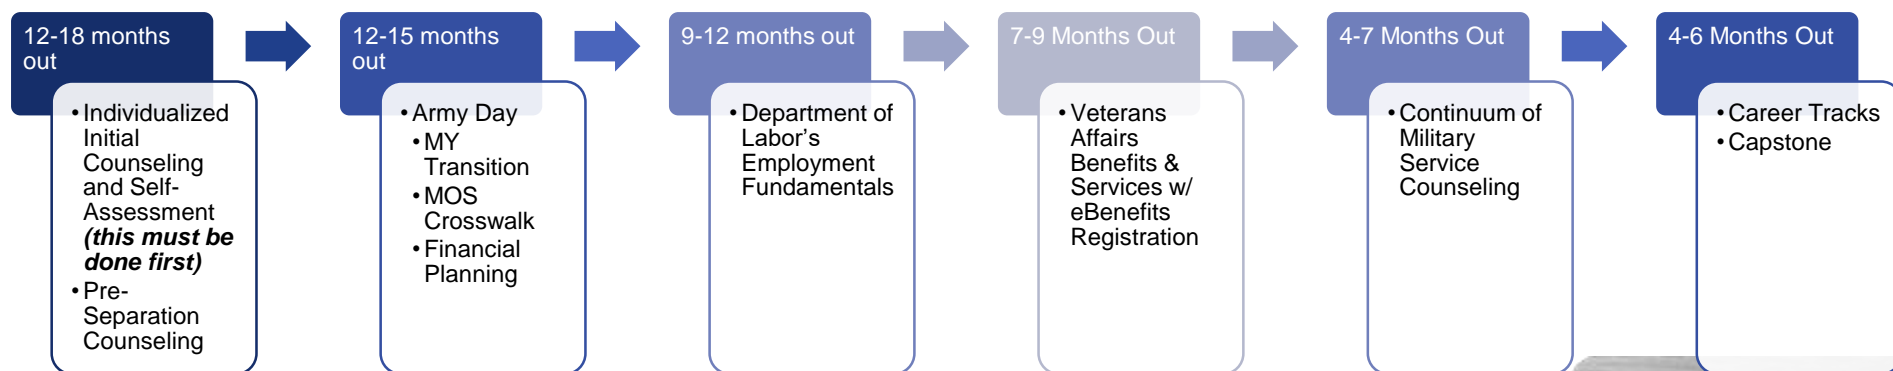 12-18 months
out
• Individualized
Initial
Counseling
and Self-
Assessment
(this must be
done first)
• Pre-
Separation
Counseling
12-15 months
out
• Army Day
• MY
Transition
• MOS
Crosswalk
• Financial
Planning
9-12 months out
• Department of
Labor's
Employment
Fundamentals
7-9 Months Out
• Veterans
Affairs
Benefits &
Services w/
eBenefits
Registration
4-7 Months Out
• Continuum of
Military
Service
Counseling
4-6 Months Out
• Career Tracks
• Capstone